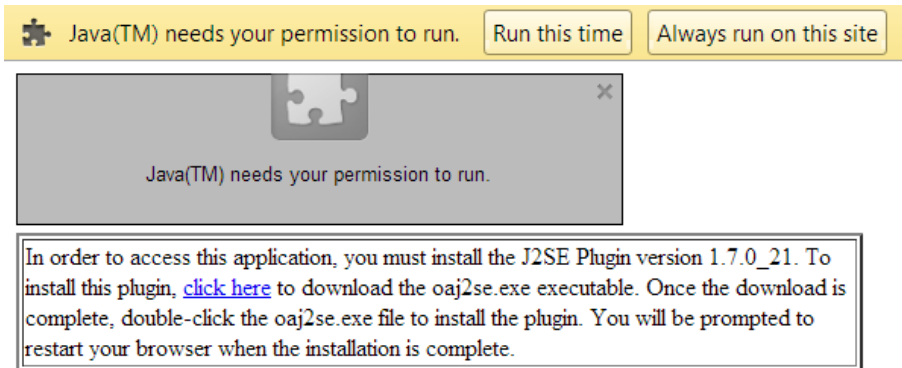 Java(TM) needs your permission to run. Run this time Always run on this site
Java(TM) needs your permission to run.
In order to access this application, you must install the J2SE Plugin version 1.7.0_21. To
install this plugin, click here to download the oaj2se.exe executable. Once the download is
complete, double-click the oaj2se.exe file to install the plugin. You will be prompted to
restart your browser when the installation is complete.